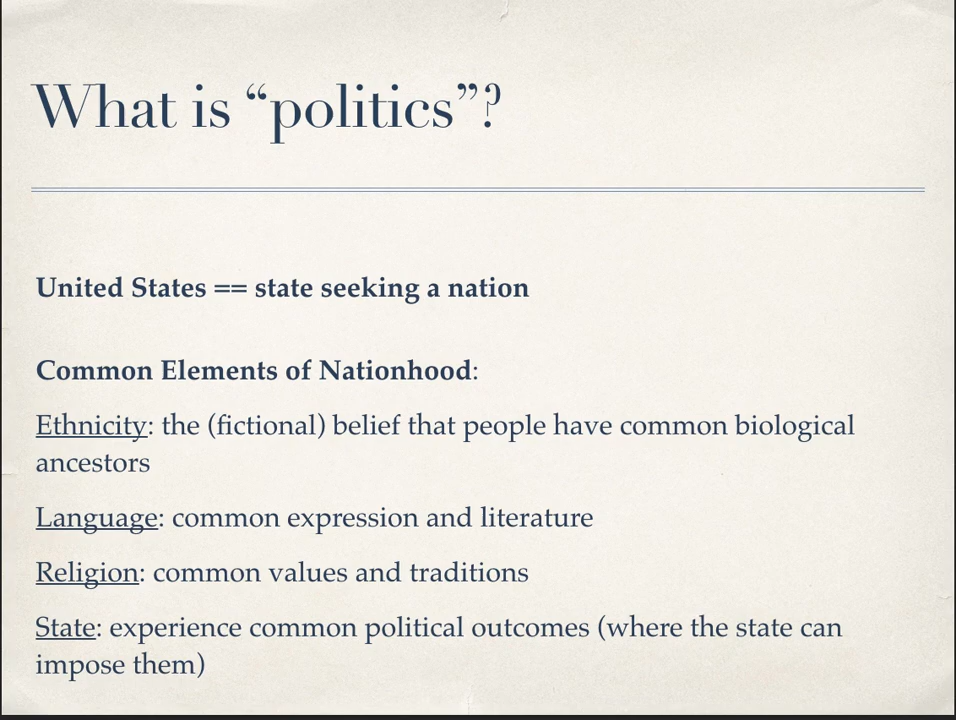 What is “politics”?
United States == state seeking a nation
Common Elements of Nationhood:
Ethnicity: the (fictional) belief that people have common biological
ancestors
Language: common expression and literature
Religion: common values and traditions
State: experience common political outcomes (where the state can
impose them)